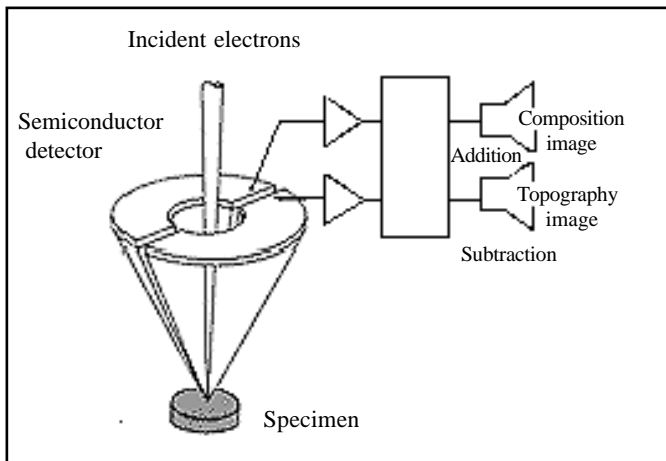 Incident electrons
Semiconductor
detector
Composition
image
Addition
Topography
image
Subtraction
Specimen